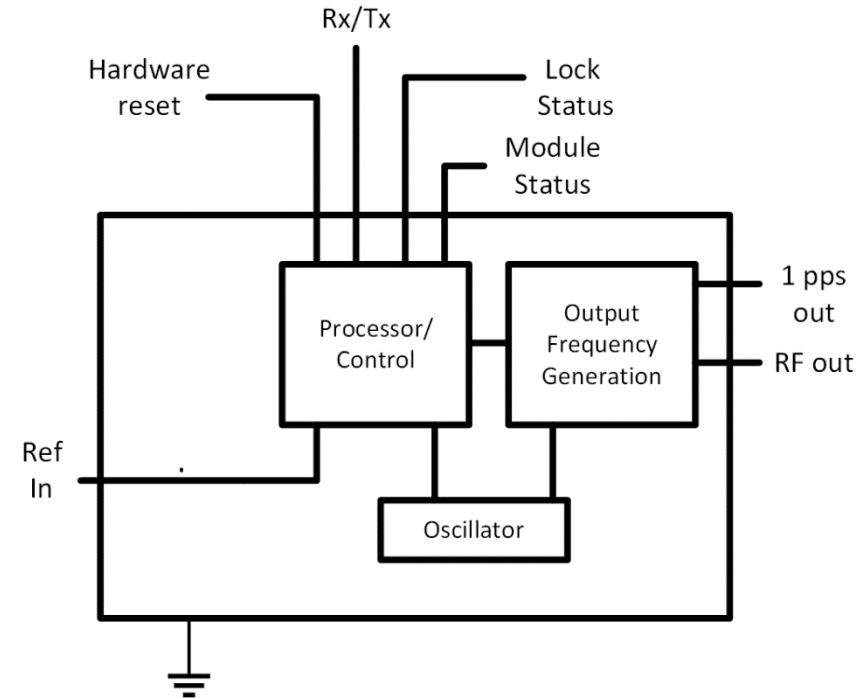 Rx/Tx
Hardware
reset
Lock
Status
Module
Status
Processor/
Control
Output
Frequency
Generation
1 pps
out
RF out
Ref
In
Oscillator